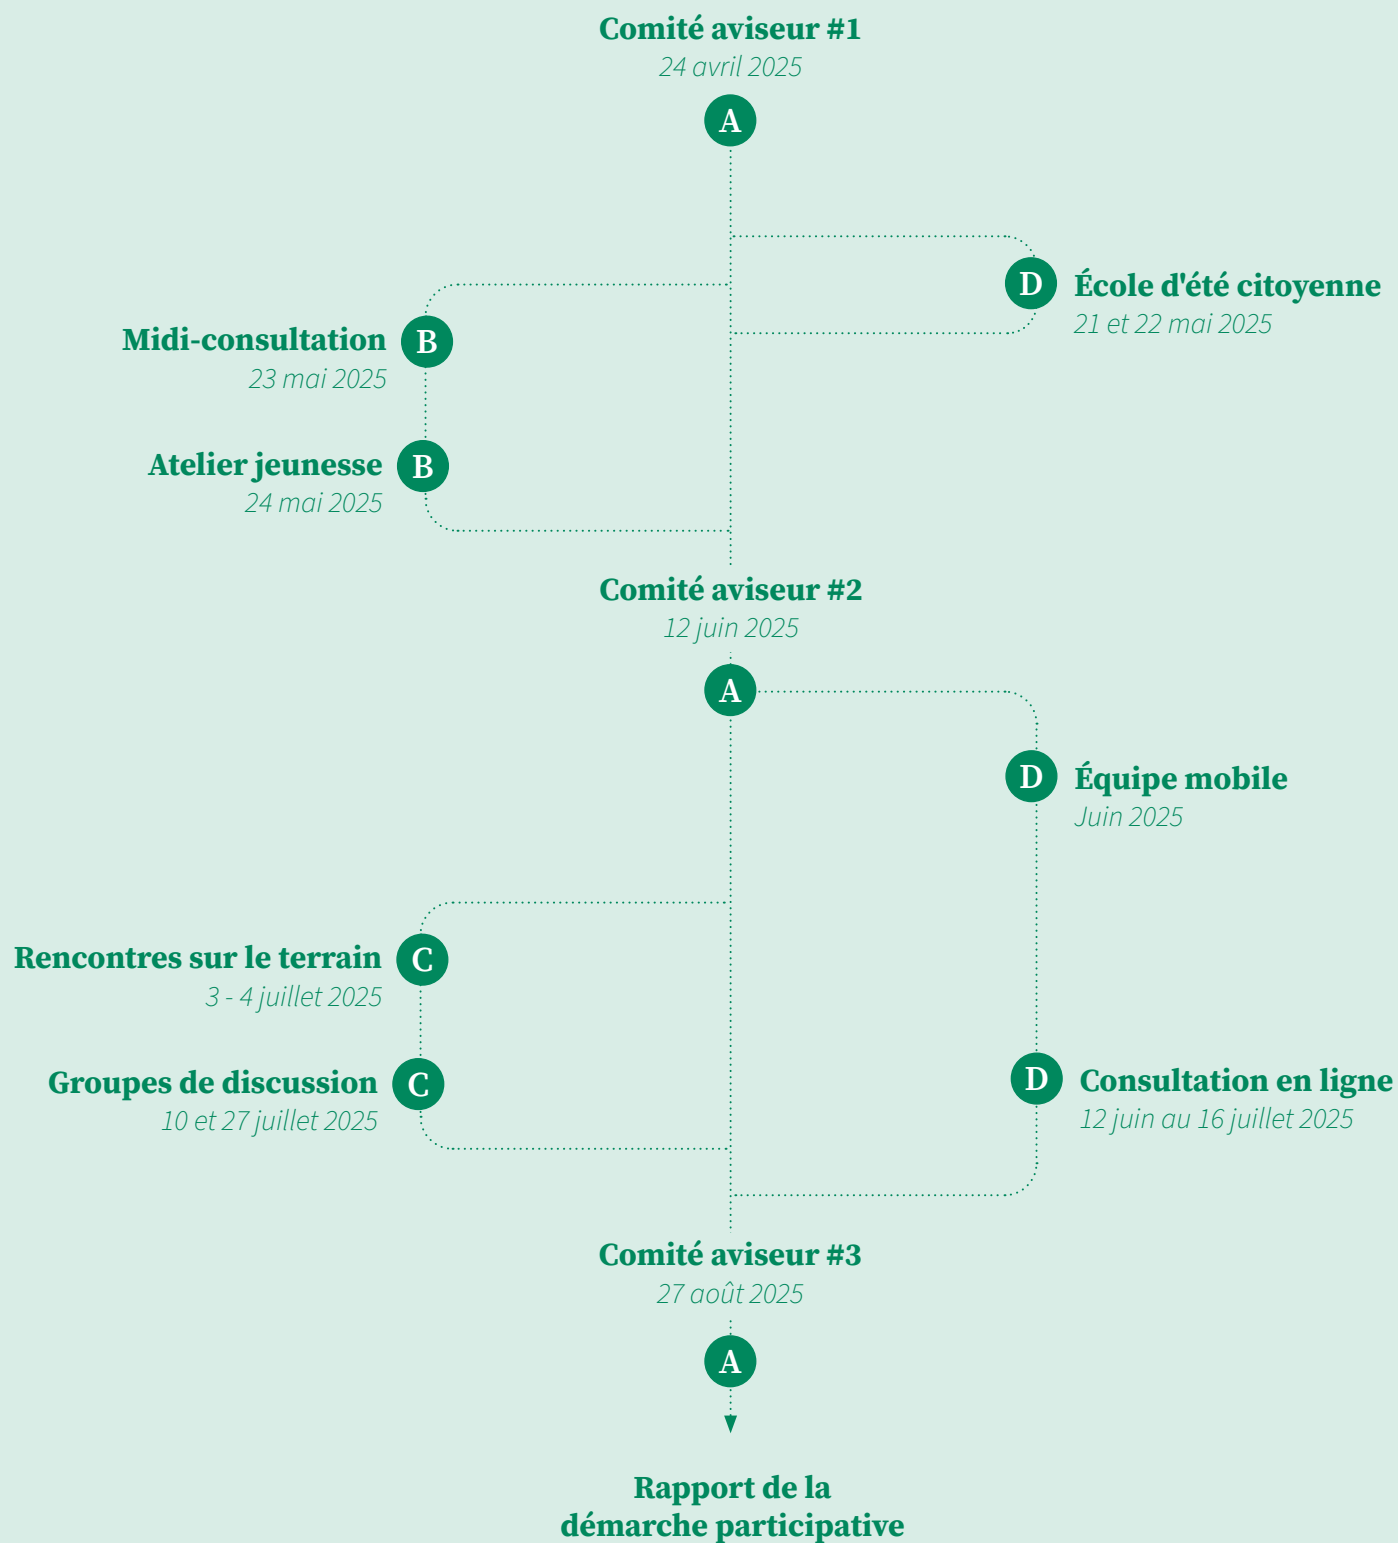 Comité aviseur #1
24 avril 2025
A
D
École d'été citoyenne
21 et 22 mai 2025
Midi-consultation
23 mai 2025
B
Atelier jeunesse
24 mai 2025
B
Comité aviseur #2
12 juin 2025
A
D
Équipe mobile
Juin 2025
Rencontres sur le terrain
3 - 4 juillet 2025
C
Groupes de discussion
10 et 27 juillet 2025
C
D
Consultation en ligne
12 juin au 16 juillet 2025
Comité aviseur #3
27 août 2025
A
Rapport de la
démarche participative